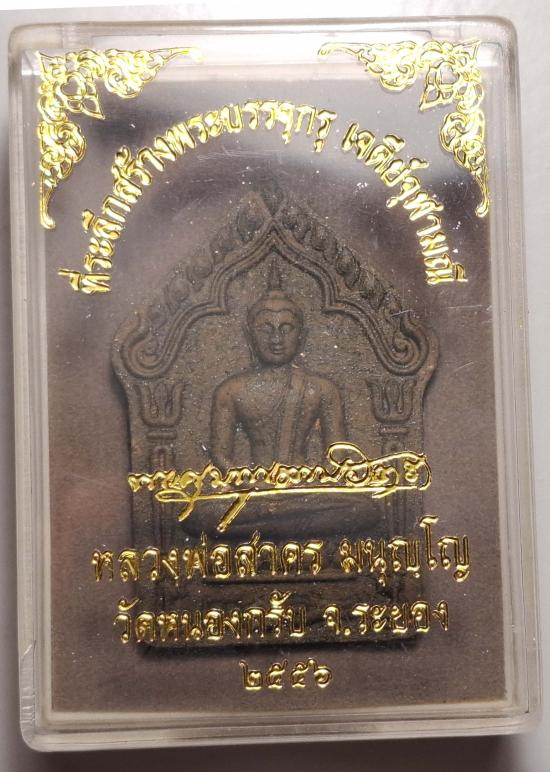 ที่ระลึกสร้างพระบรรจุกรุ เจดีย์จุฬามณี
หลวงพ่อสาคร มนุญฺโญ
วัดหนองกรับ จ.ระยอง
๒๕๕๖